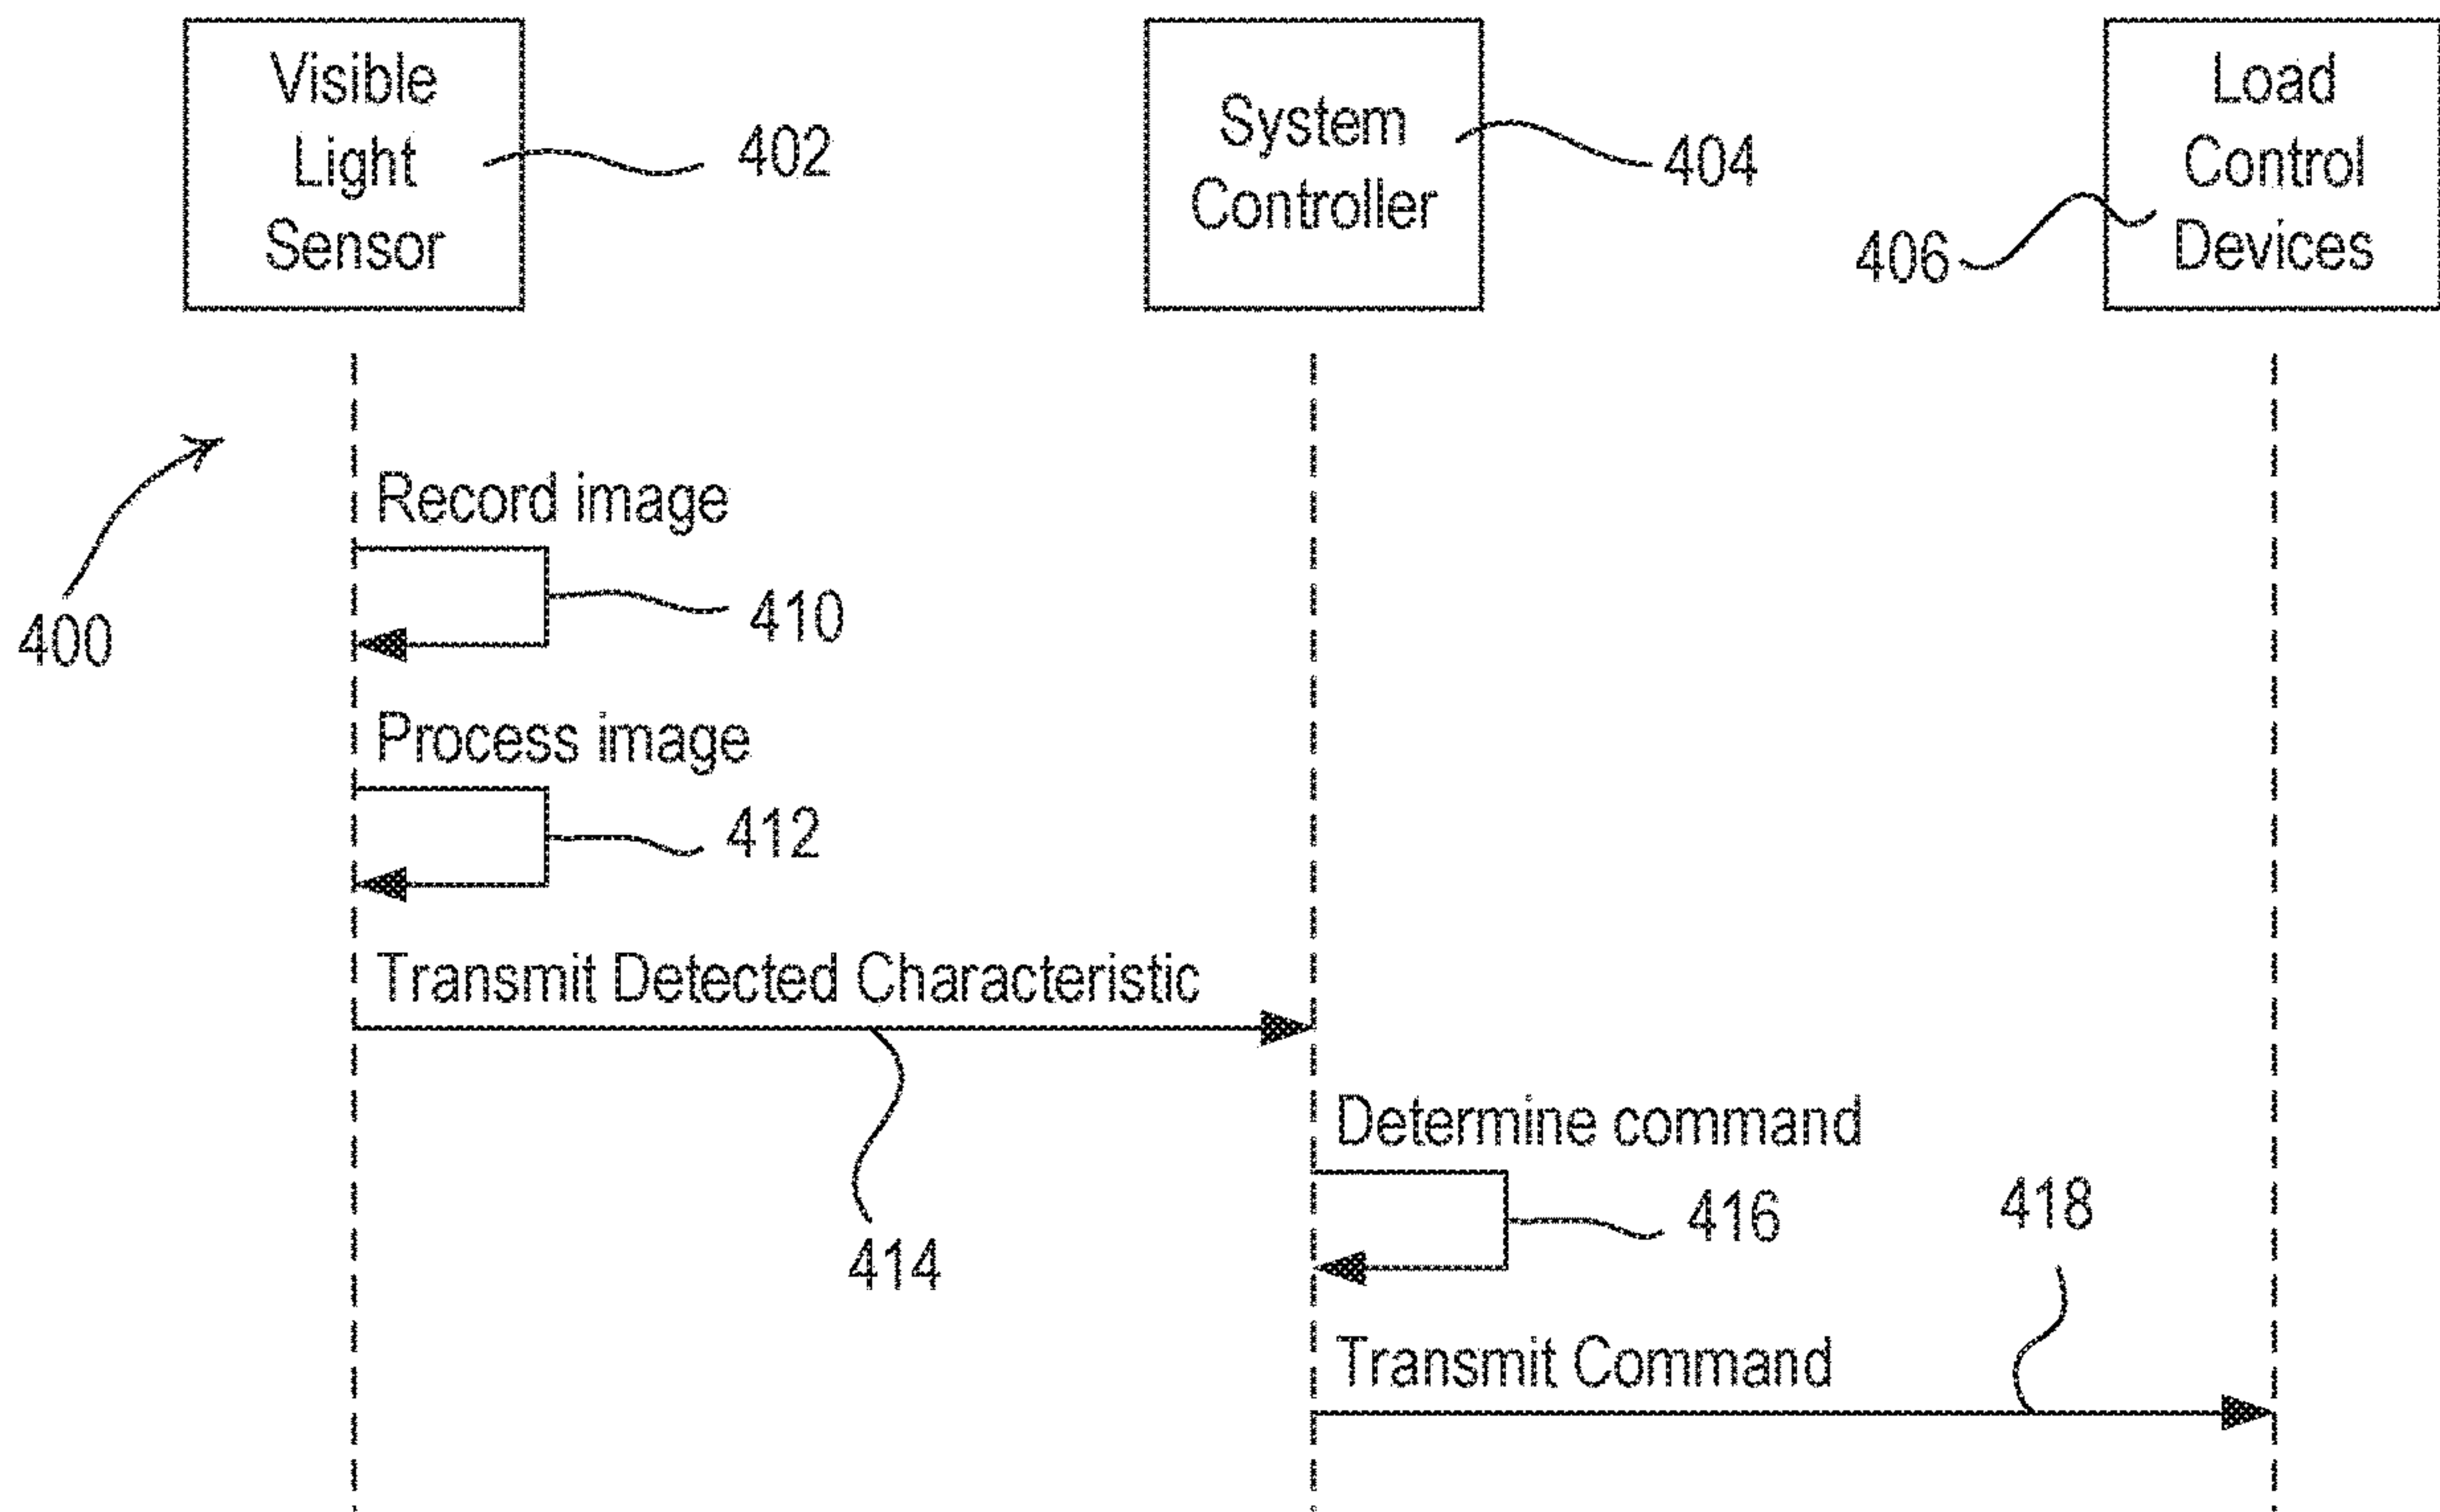 Visible
Light
Sensor
402
System
Controller
404
Load
Control
Devices
406
400
Record image
410
Process image
412
Transmit Detected Characteristic
414
Determine command
416
418
Transmit Command